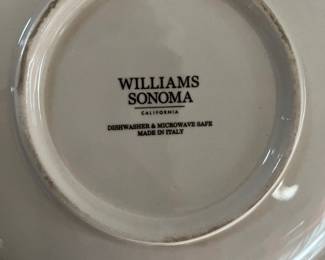 WILLIAMS
SONOMA
CALIFORNIA
DISHWASHER & MICROWAVE SAFE
MADE IN ITALY